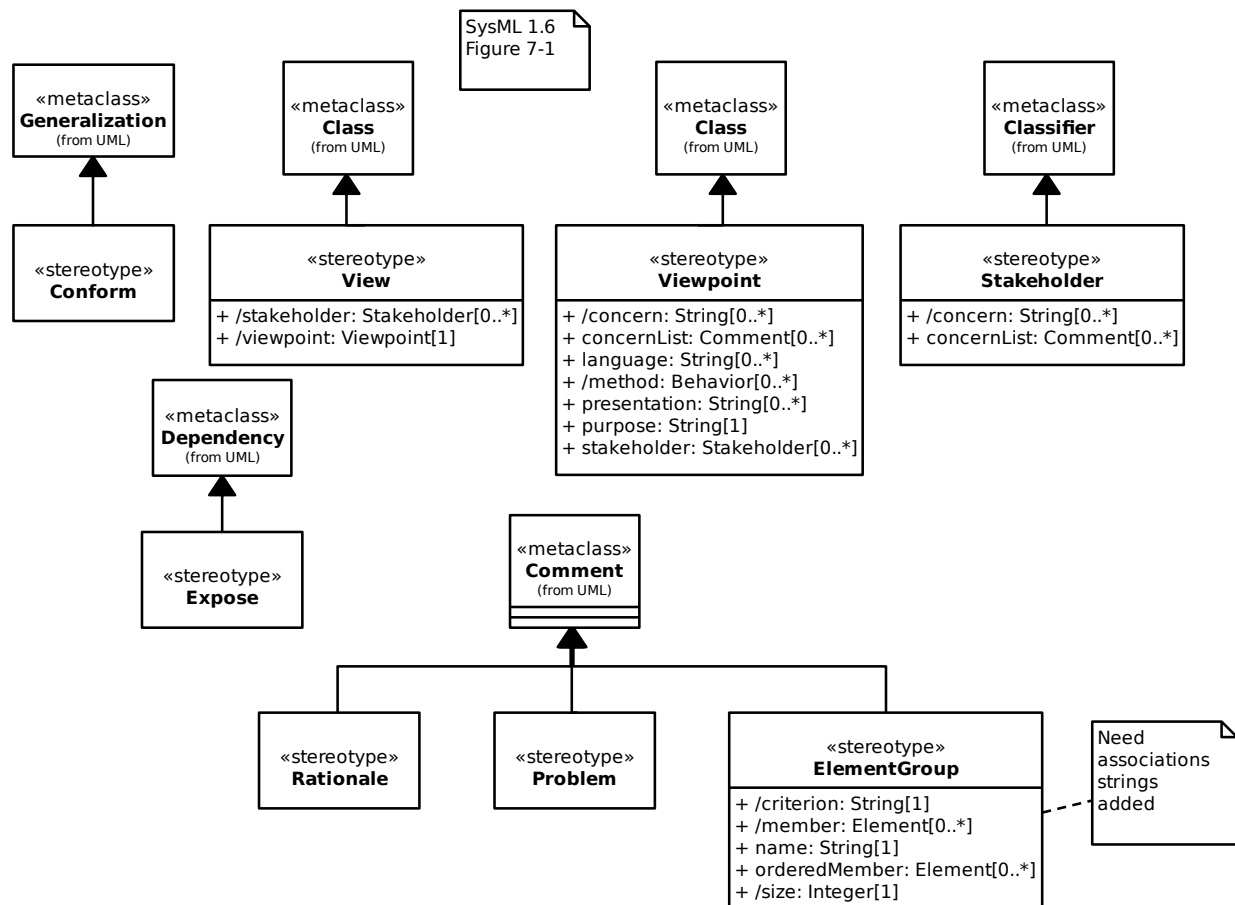 SysML 1.6
Figure 7-1
«metaclass»
Generalization
(from UML)
«metaclass»
Class
(from UML)
«metaclass»
Class
(from UML)
«metaclass»
Classifier
(from UML)
«stereotype»
Conform
«stereotype»
View
+ /stakeholder: Stakeholder[0..*]
+ /viewpoint: Viewpoint[1]
«stereotype»
Viewpoint
+ /concern: String[0..*]
+ concernList: Comment[0..*]
+ language: String[0..*]
+ /method: Behavior[0..*]
+ presentation: String[0..*]
+ purpose: String[1]
+ stakeholder: Stakeholder[0..*]
«stereotype»
Stakeholder
+ /concern: String[0..*]
+ concernList: Comment[0..*]
«metaclass»
Dependency
(from UML)
«stereotype»
Expose
«metaclass»
Comment
(from UML)
«stereotype»
Rationale
«stereotype»
Problem
«stereotype»
ElementGroup
+ /criterion: String[1]
+ /member: Element[0..*]
+ name: String[1]
+ orderedMember: Element[0..*]
+ /size: Integer[1]
Need
associations
strings
added